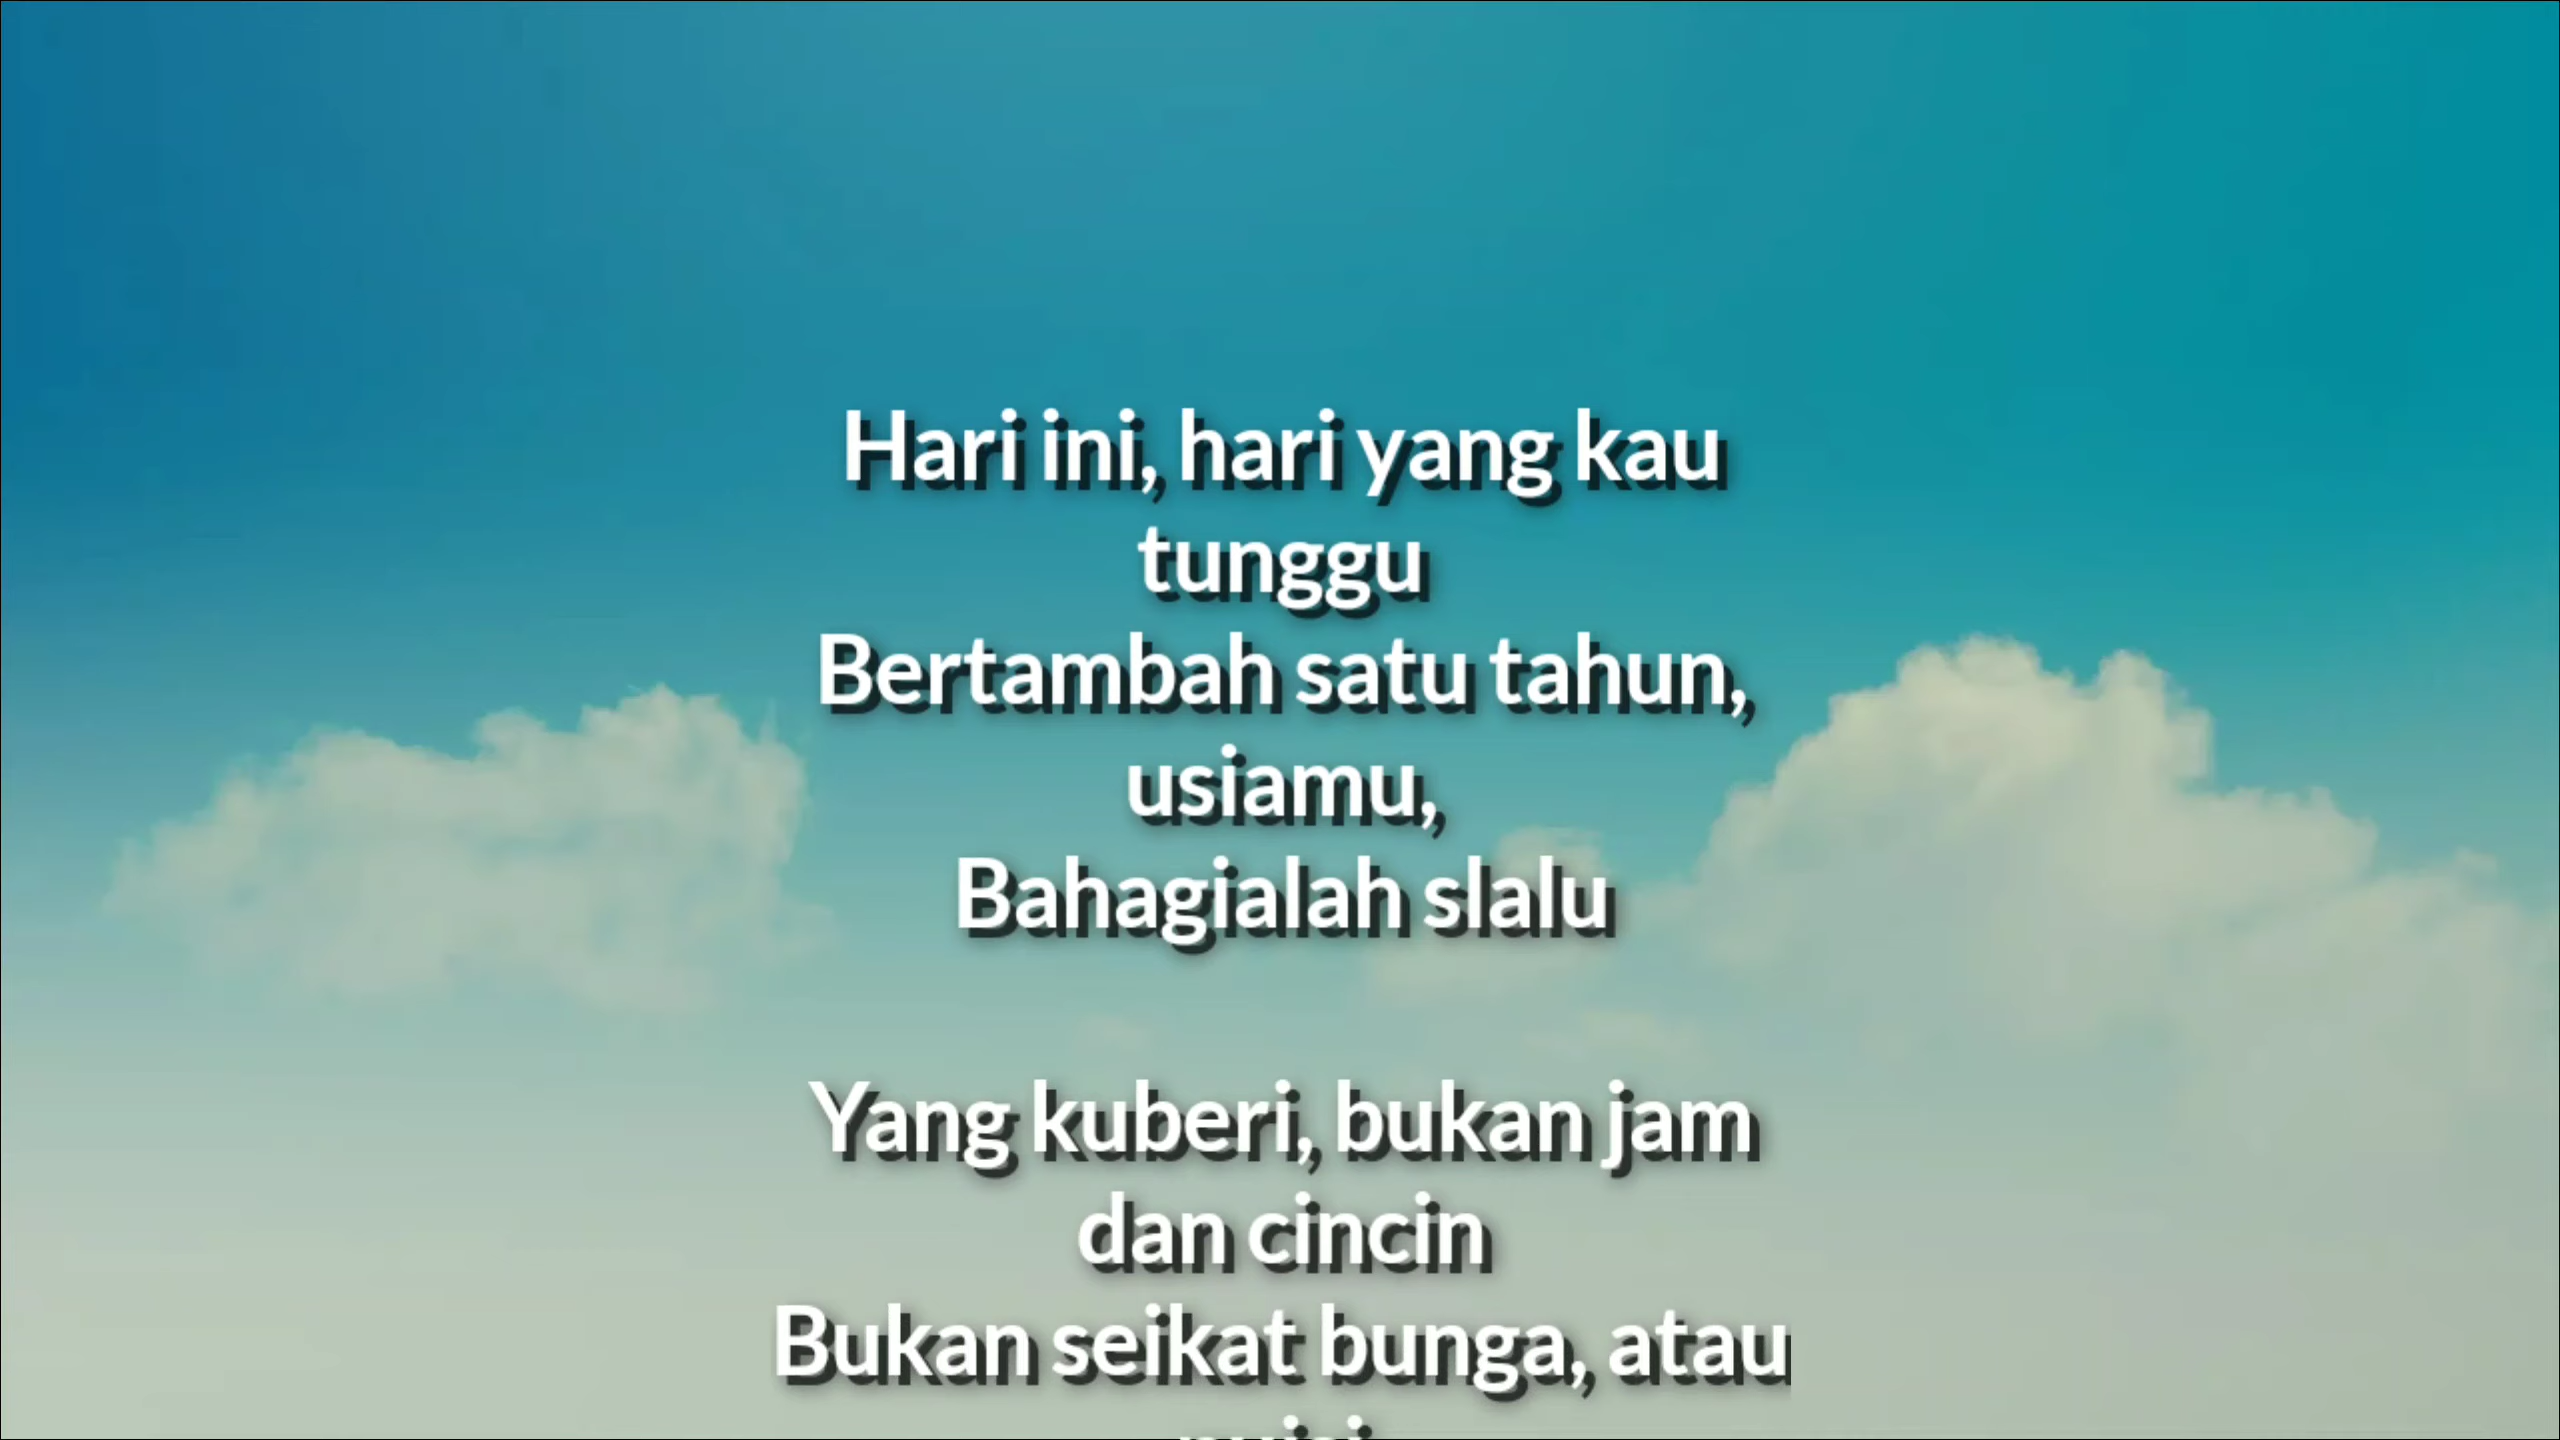 Hari ini, hari yang kau
tunggu
Bertambah satu tahun,
usiamu,
Bahagialah slalu
Yang kuberi, bukan jam
dan cincin
Bukan seikat bunga, atau